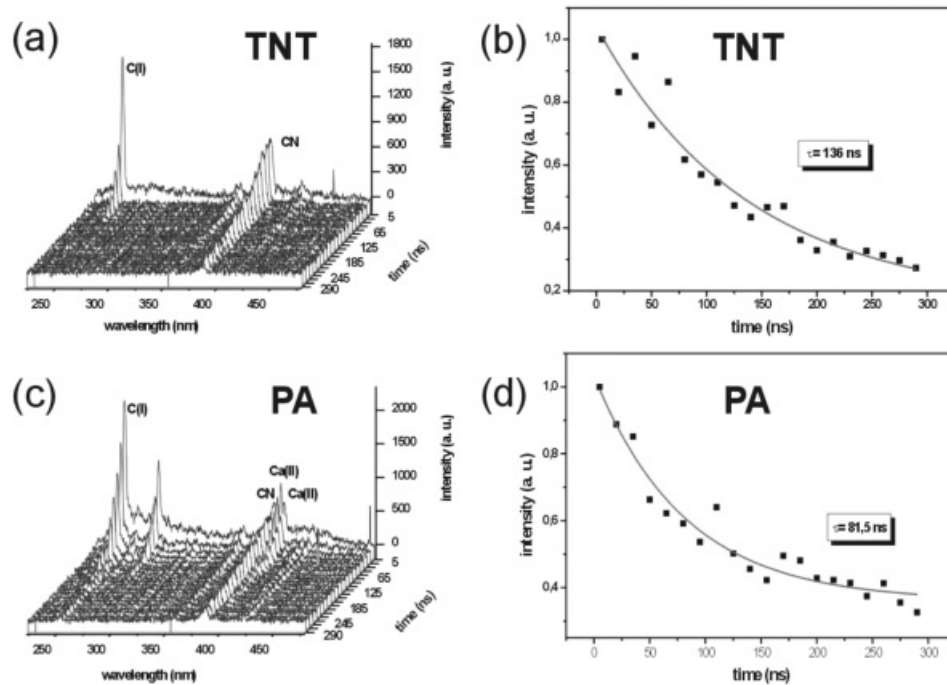 (a)
TNT
C(I)
CN
1800
1500
1200
900
600
300
0
intensity (a. u.)
5
65
125
185
245
290
time (ns)
250
300
350
400
450
wavelength (nm)
(b)
TNT
1,0
0,8
0,6
0,4
0,2
intensity (a. u.)
τ= 136 ns
0
50
100
150
200
250
300
time (ns)
(c)
PA
C(I)
Ca(II)
CN
Ca(II)
2000
1500
1000
500
0
intensity (a. u.)
5
65
125
185
245
290
time (ns)
250
300
350
400
450
wavelength (nm)
(d)
PA
1,0
0,8
0,6
0,4
intensity (a. u.)
τ= 81,5 ns
0
50
100
150
200
250
300
time (ns)